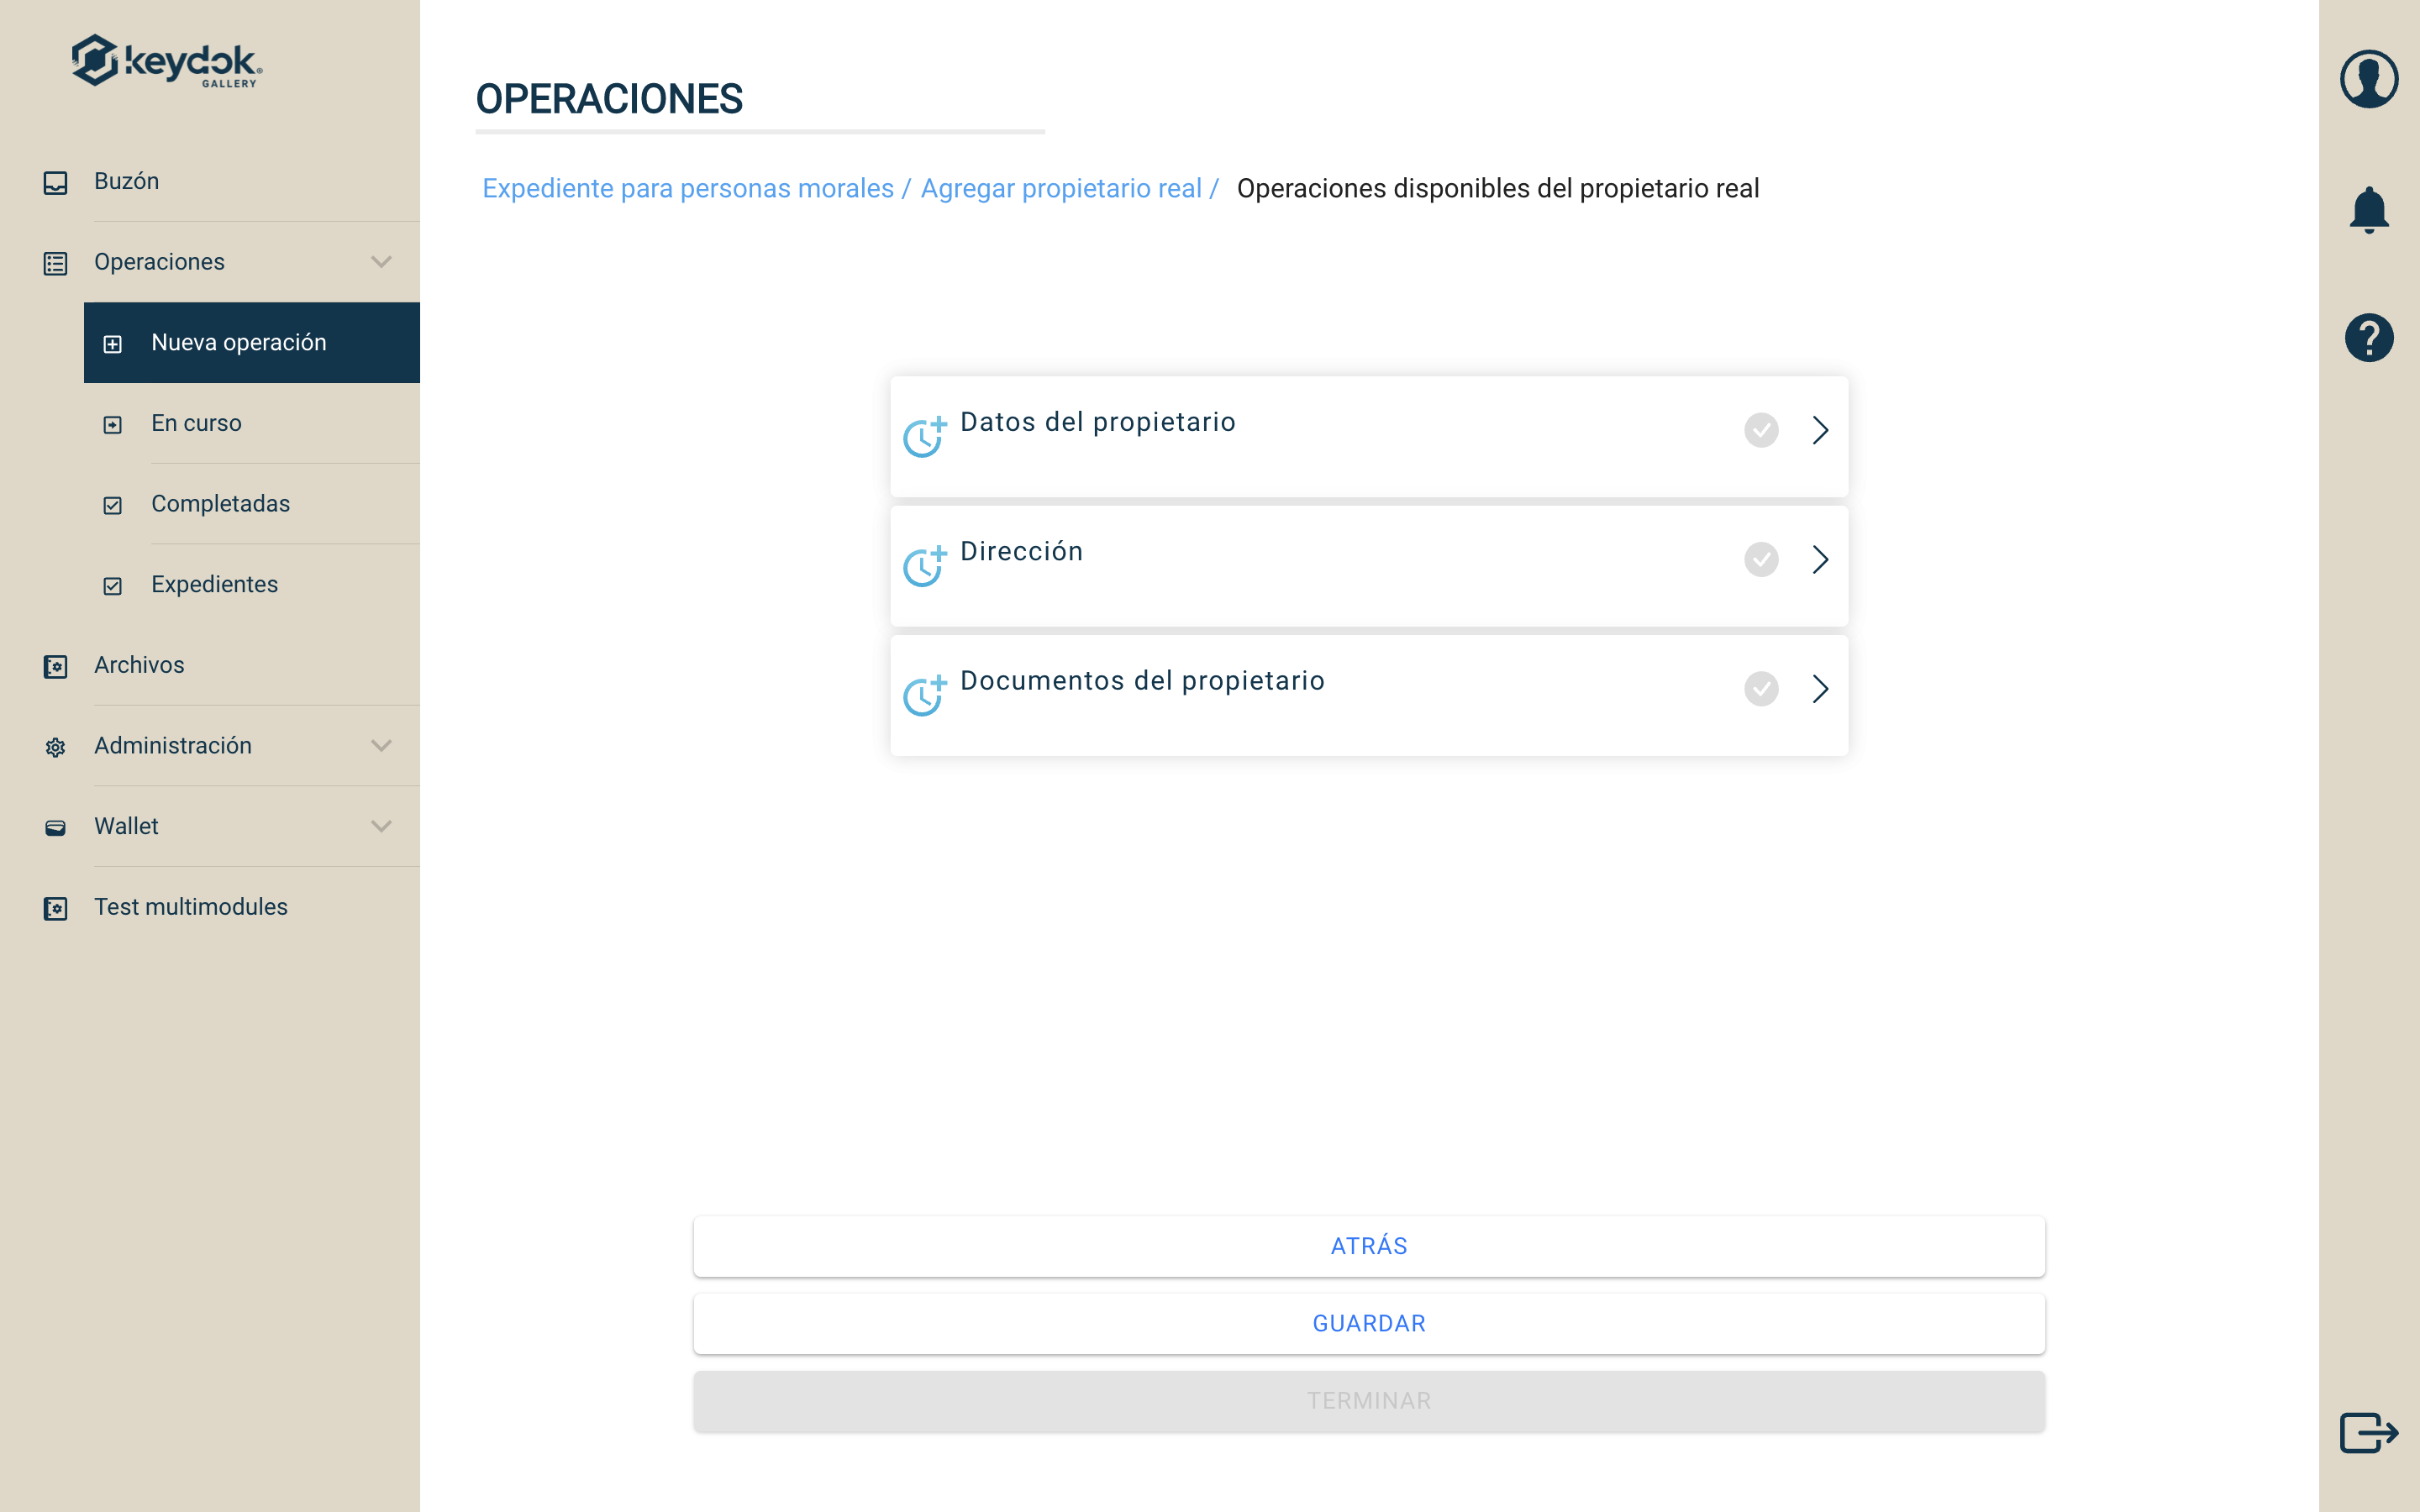 keydok®
GALLERY
Buzón
Operaciones
Nueva operación
En curso
Completadas
Expedientes
Archivos
Administración
Wallet
Test multimodules
OPERACIONES
Expediente para personas morales / Agregar propietario real / Operaciones disponibles del propietario real
Datos del propietario
Dirección
Documentos del propietario
ATRÁS
GUARDAR
TERMINAR